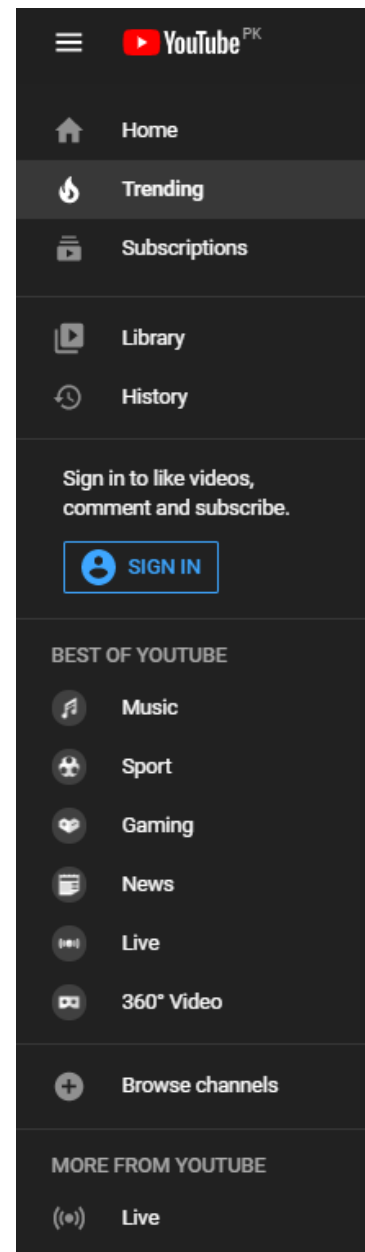 YouTube PK
Home
Trending
Subscriptions
Library
History
Sign in to like videos,
comment and subscribe.
SIGN IN
BEST OF YOUTUBE
Music
Sport
Gaming
News
Live
360° Video
Browse channels
MORE FROM YOUTUBE
Live